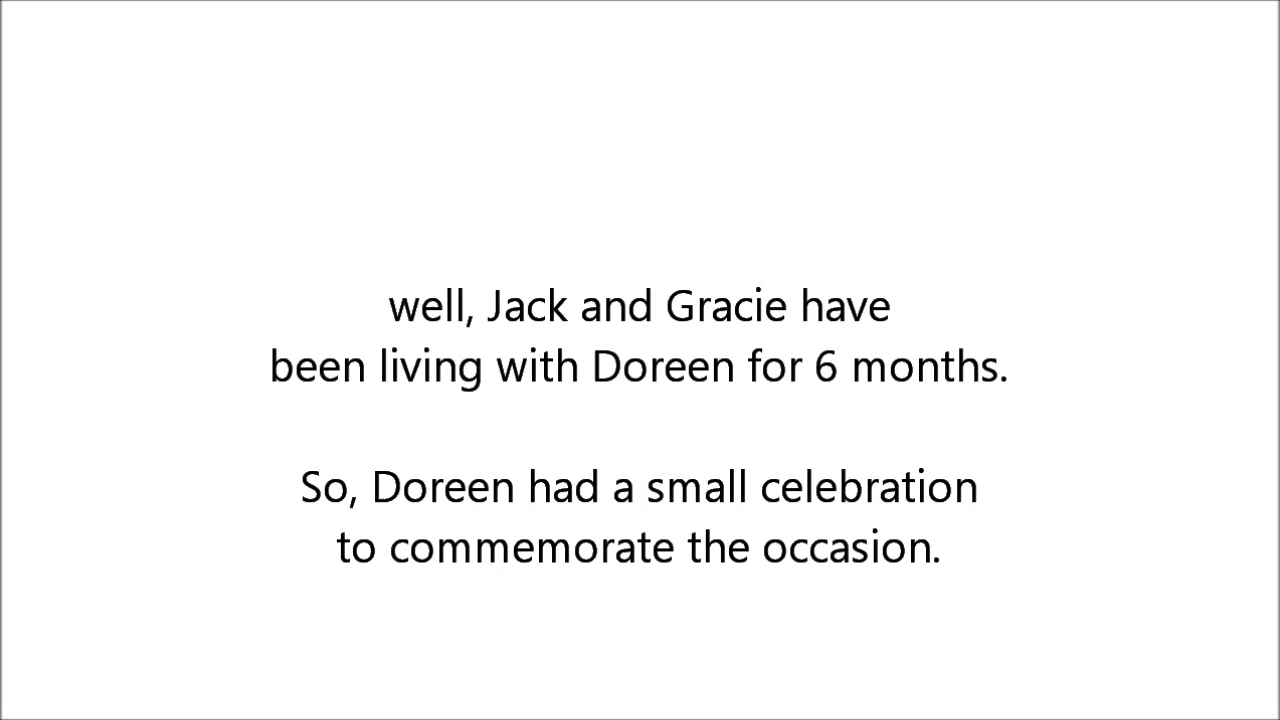 well, Jack and Gracie have
been living with Doreen for 6 months.
So, Doreen had a small celebration
to commemorate the occasion.